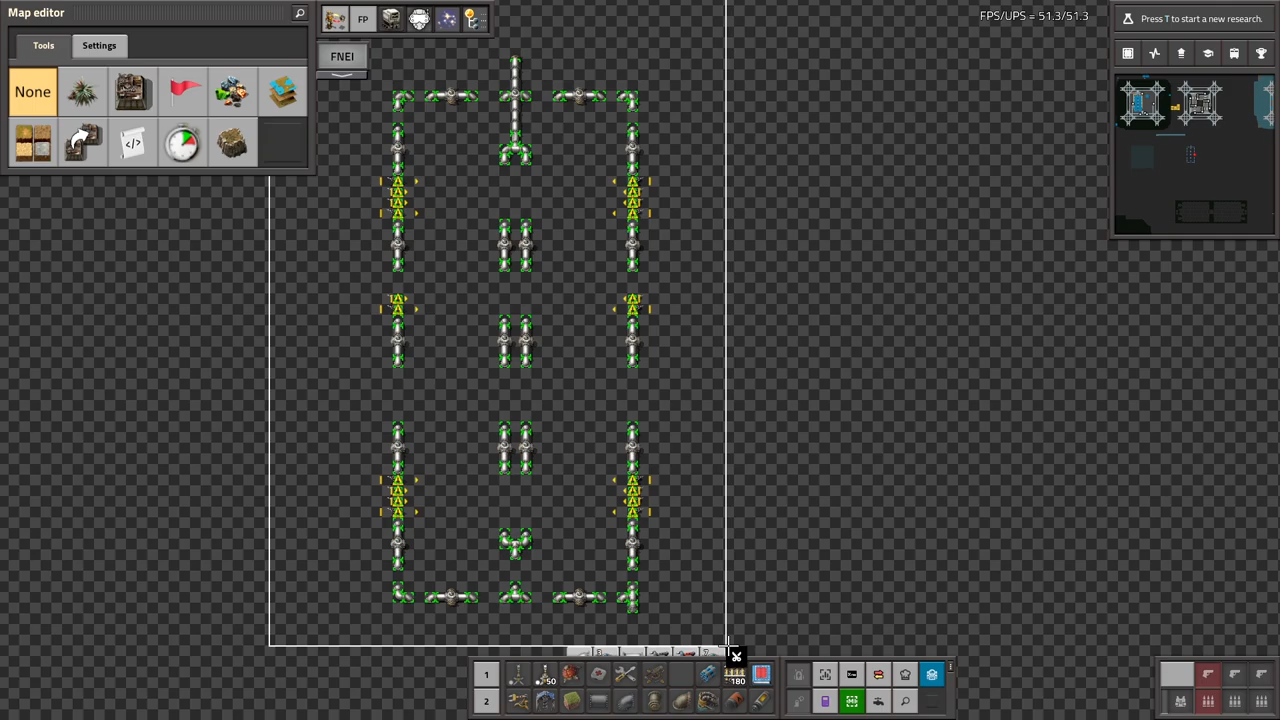 Map editor
Tools
Settings
None
</>
FP
FNEI
FPS/UPS = 51.3/51.3
Press T to start a new research.
1
50
180
2